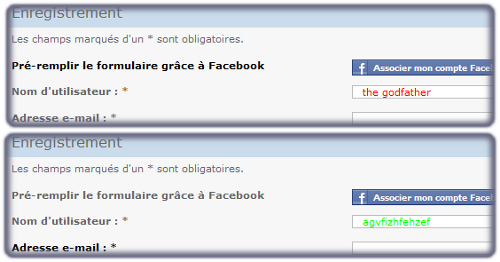 Enregistrement
Les champs marqués d'un * sont obligatoires.
Pré-remplir le formulaire grâce à Facebook
f Associer mon compte Faceb
Nom d'utilisateur : *
the godfather
Adresse e-mail : *
Enregistrement
Les champs marqués d'un * sont obligatoires.
Pré-remplir le formulaire grâce à Facebook
f Associer mon compte Faceb
Nom d'utilisateur : *
agvfizhfehzef
Adresse e-mail : *